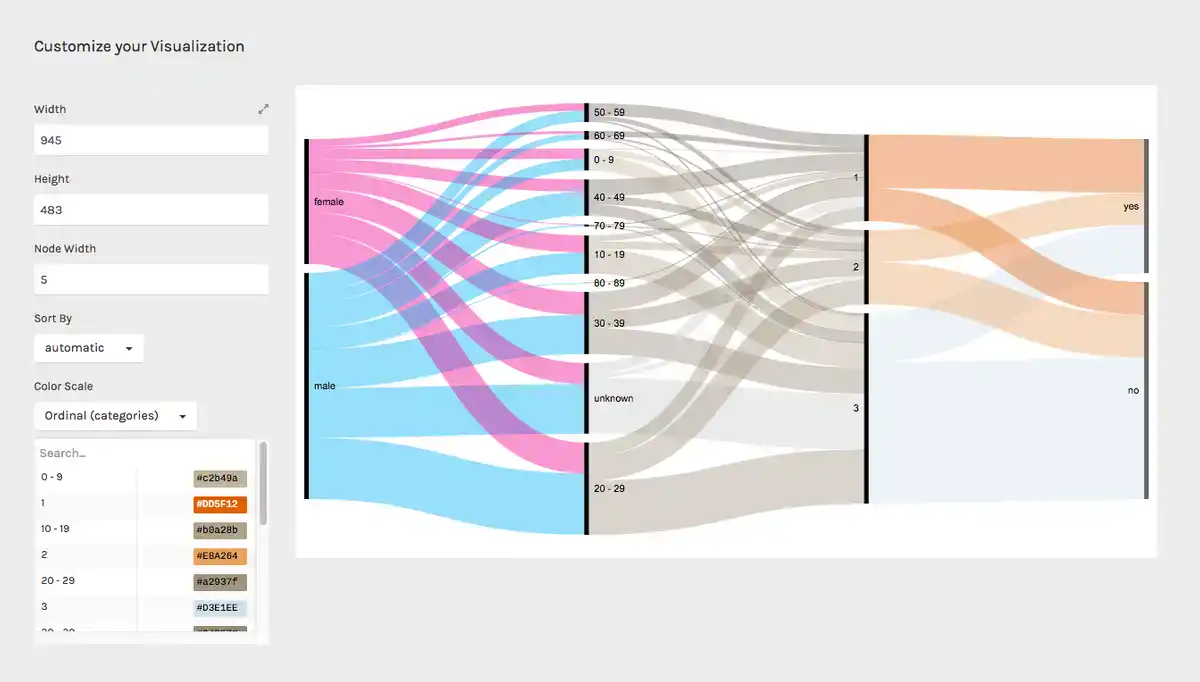 Customize your Visualization
Width
945
Height
483
Node Width
5
Sort By
automatic
Color Scale
Ordinal (categories)
Search...
0 - 9 #c2b49a
1 #DD5F12
10 - 19 #b0a28b
2 #EBA264
20 - 29 #a2937f
3 #D3E1EE
female
male
50 - 59
60 - 69
0 - 9
40 - 49
70 - 79
10 - 19
80 - 89
30 - 39
unknown
20 - 29
1
2
3
yes
no